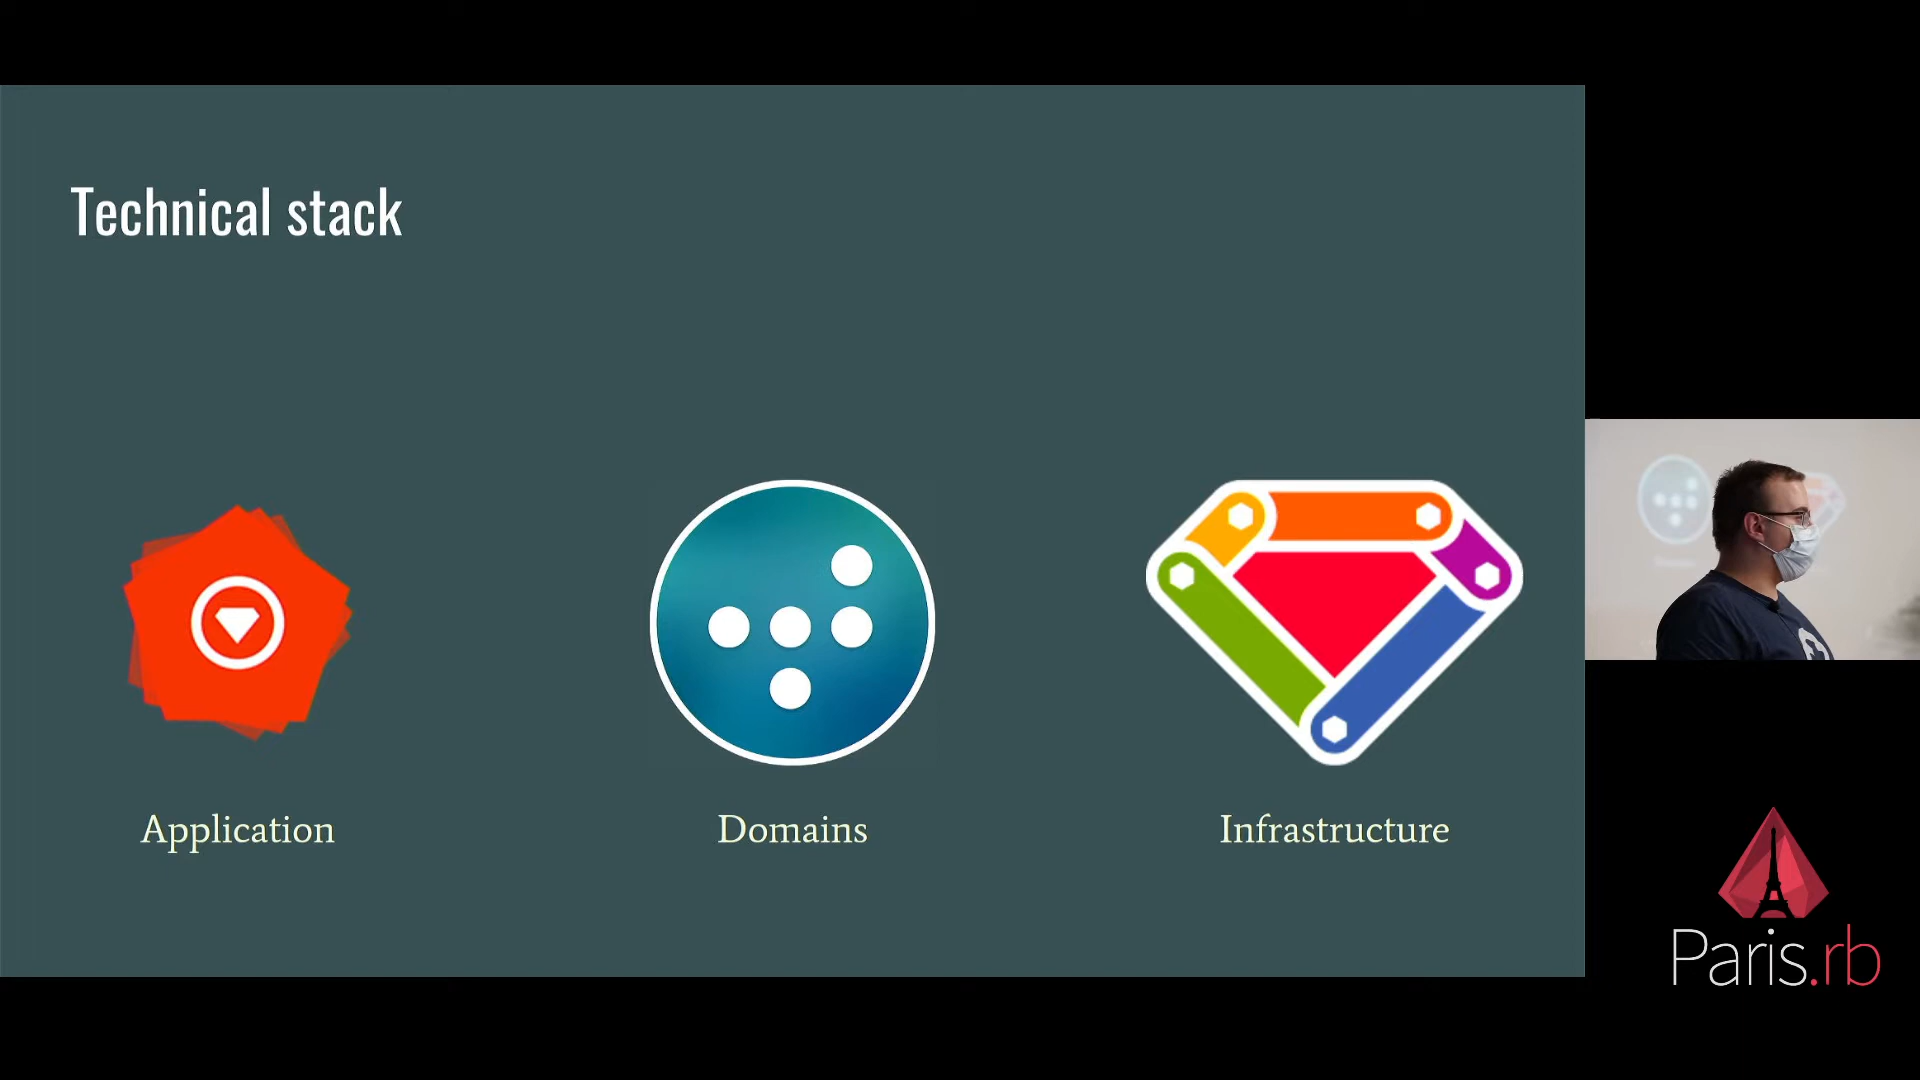 Technical stack
Application
Domains
Infrastructure
Paris.rb